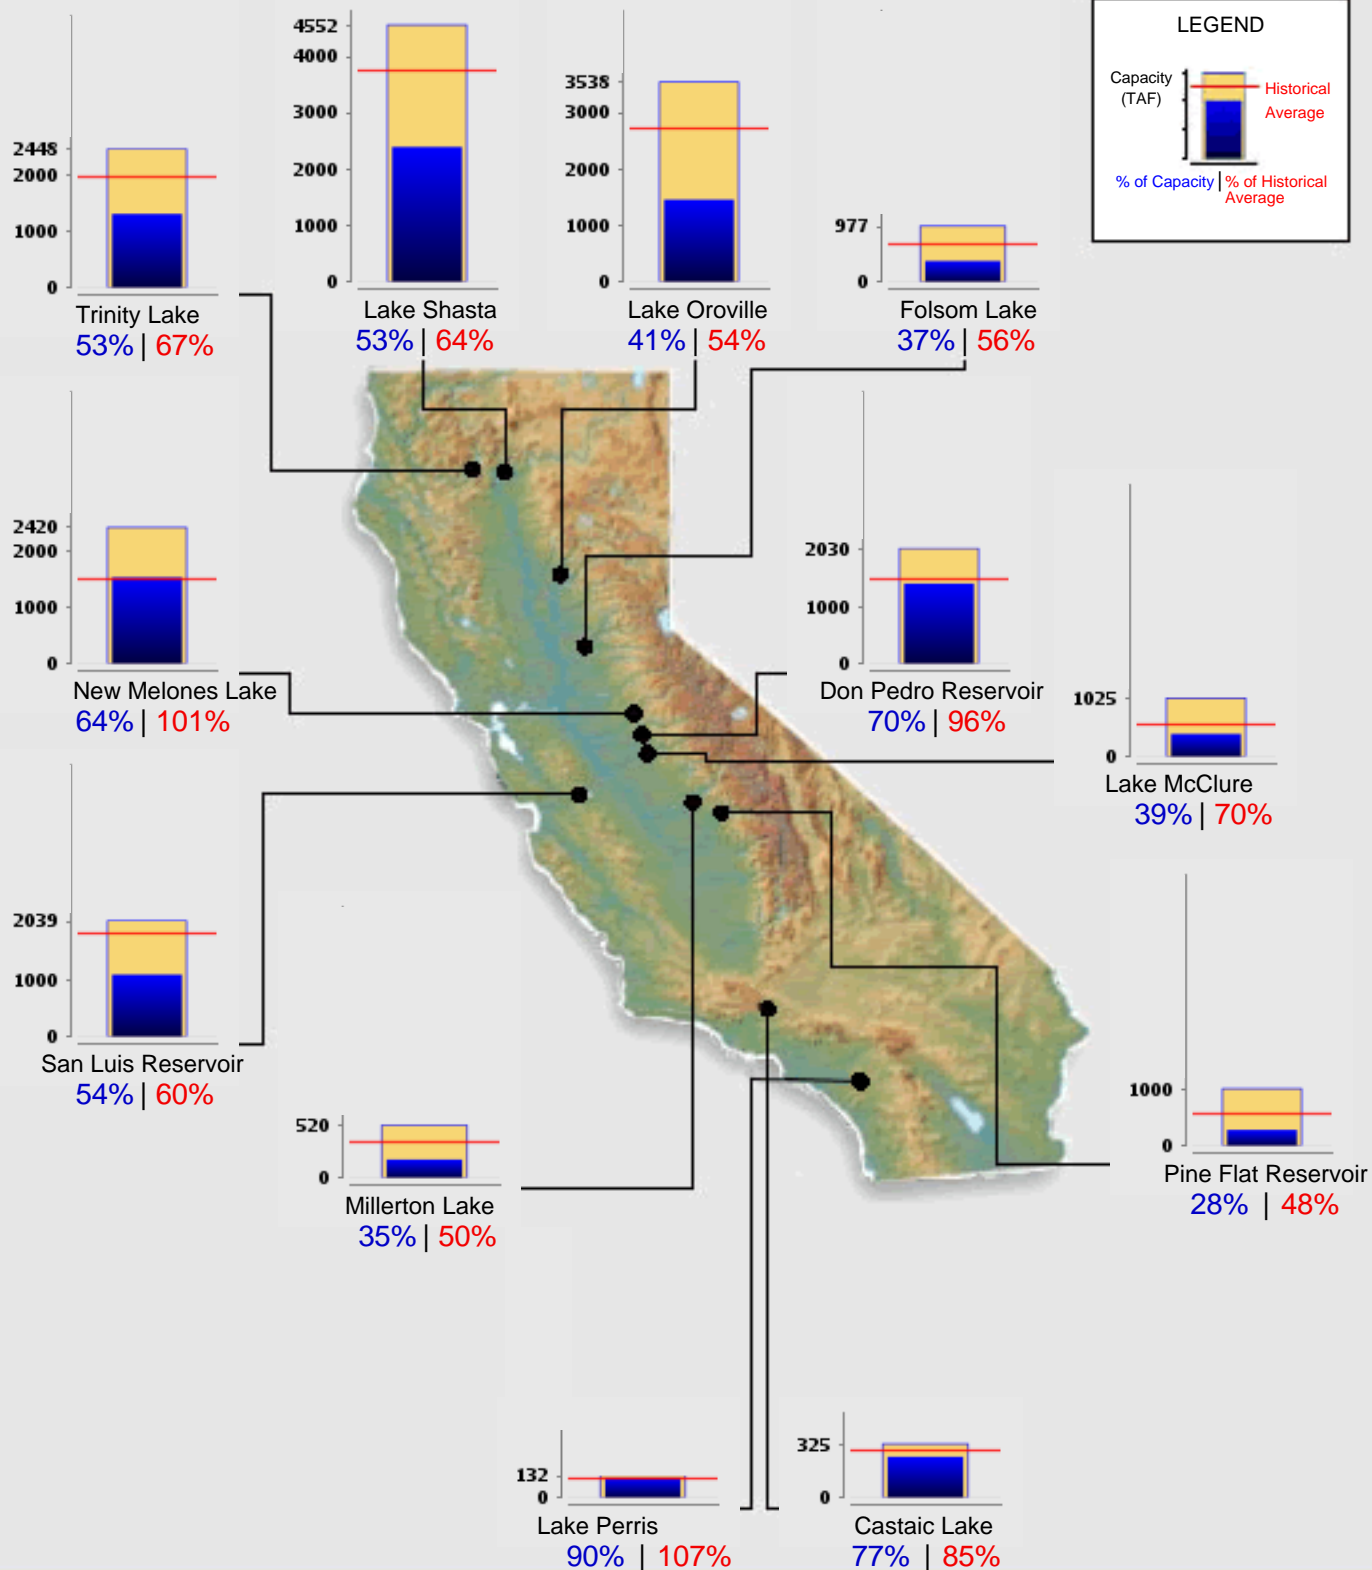 4552
4000
3000
2000
1000
0
Lake Shasta
53% | 64%
3538
3000
2000
1000
0
Lake Oroville
41% | 54%
977
0
Folsom Lake
37% | 56%
LEGEND
Capacity
(TAF)
Historical
Average
% of Capacity | % of Historical
Average
2448
2000
1000
0
Trinity Lake
53% | 67%
2420
2000
1000
0
New Melones Lake
64% | 101%
2030
1000
0
Don Pedro Reservoir
70% | 96%
1025
0
Lake McClure
39% | 70%
2039
1000
0
San Luis Reservoir
54% | 60%
520
0
Millerton Lake
35% | 50%
1000
0
Pine Flat Reservoir
28% | 48%
132
0
Lake Perris
90% | 107%
325
0
Castaic Lake
77% | 85%